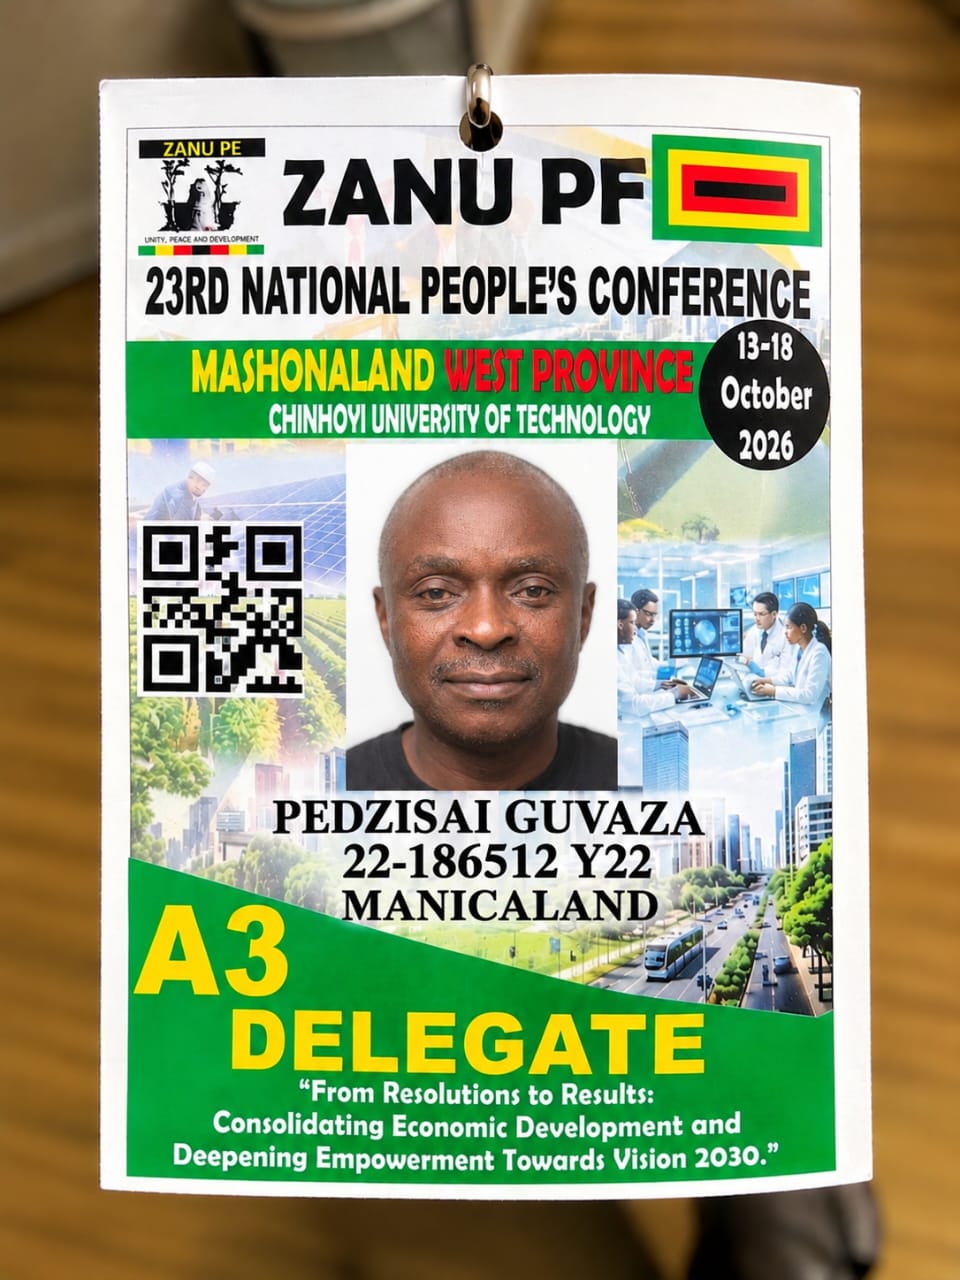 ZANU PE
UNITY, PEACE AND DEVELOPMENT
ZANU PF
23RD NATIONAL PEOPLE'S CONFERENCE
MASHONALAND WEST PROVINCE
CHINHOYI UNIVERSITY OF TECHNOLOGY
13-18
October
2026
PEDZISAI GUVAZA
22-186512 Y22
MANICALAND
A3
DELEGATE
“From Resolutions to Results:
Consolidating Economic Development and
Deepening Empowerment Towards Vision 2030.”